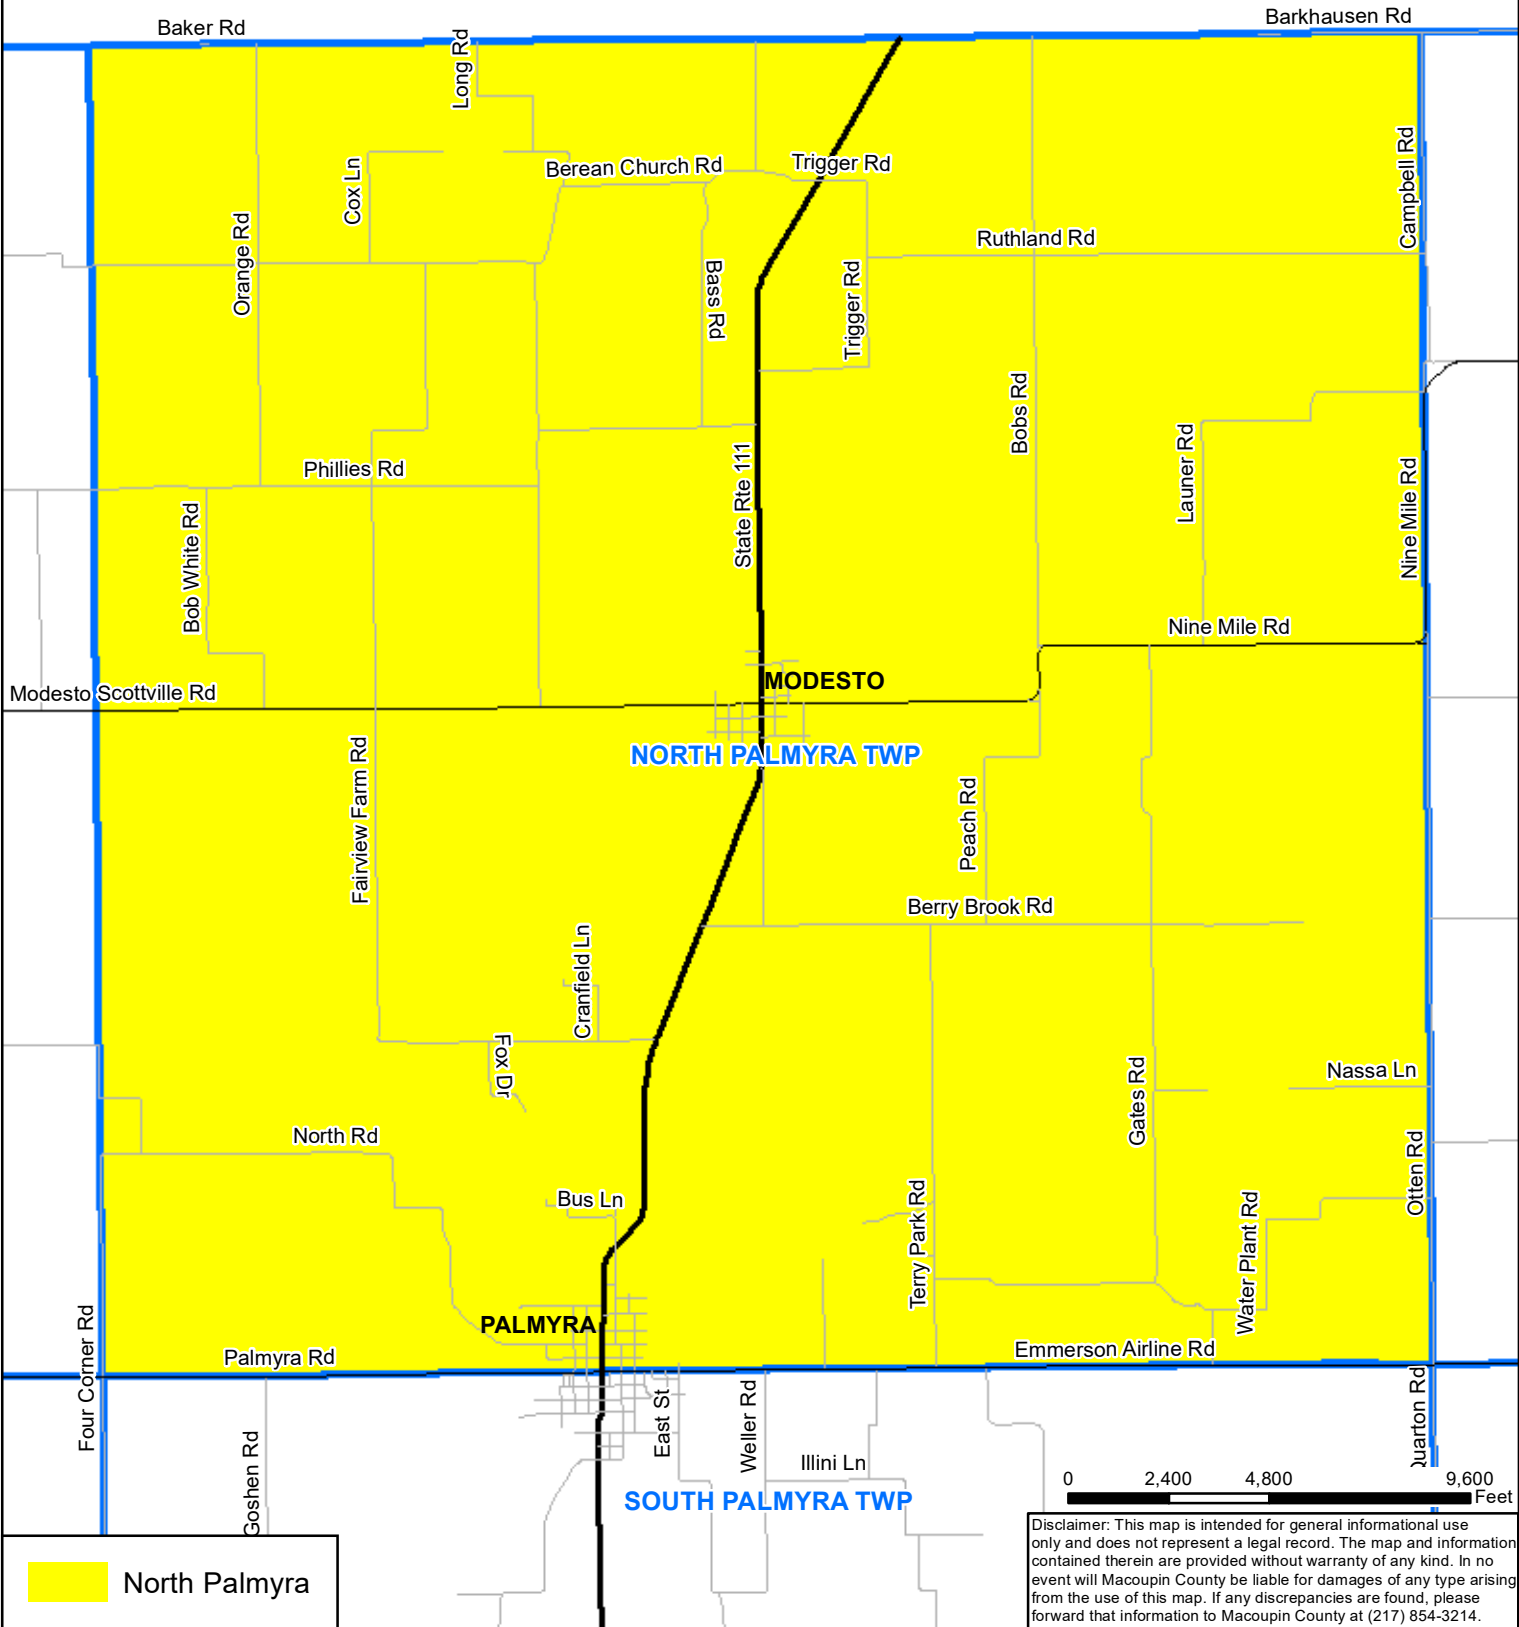 Baker Rd
Barkhausen Rd
Long Rd
Campbell Rd
Cox Ln
Berean Church Rd
Trigger Rd
Orange Rd
Ruthland Rd
Bass Rd
Trigger Rd
Bobs Rd
Launer Rd
State Rte 111
Phillies Rd
Nine Mile Rd
Bob White Rd
Nine Mile Rd
MODESTO
Modesto Scottville Rd
NORTH PALMYRA TWP
Fairview Farm Rd
Peach Rd
Berry Brook Rd
Cranfield Ln
Fox Dr
Gates Rd
Nassa Ln
North Rd
Otten Rd
Bus Ln
Terry Park Rd
Water Plant Rd
PALMYRA
Four Corner Rd
Palmyra Rd
Emmerson Airline Rd
East St
Weller Rd
Quarton Rd
Goshen Rd
Illini Ln
SOUTH PALMYRA TWP
0 2,400 4,800 9,600
Feet
North Palmyra
Disclaimer: This map is intended for general informational use
only and does not represent a legal record. The map and information
contained therein are provided without warranty of any kind. In no
event will Macoupin County be liable for damages of any type arising
from the use of this map. If any discrepancies are found, please
forward that information to Macoupin County at (217) 854-3214.